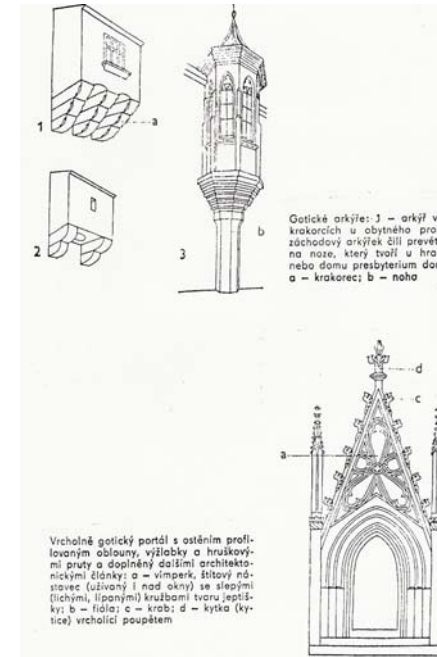 1
a
2
3
b
Gotické arkýře: 1 – arkýř v
krakorcích u obytného pro
záchodový arkýřek čili prevét
na noze, který tvoří u hra
nebo domu presbyterium dom
a – krakorec; b – noha
d
c
a
Vrcholně gotický portál s ostěním profi-
lovaným oblouny, výžlabky a hruškový-
mi pruty a doplněný dalšími architekto-
nickými články: a – vimperk, štítový ná-
stavec (užívaný i nad okny) se slepými
(lichými, lípanými) kružbami tvaru jeptiš-
ky; b – fiála; c – krab; d – kytka (ky-
tice) vrcholící poupětem